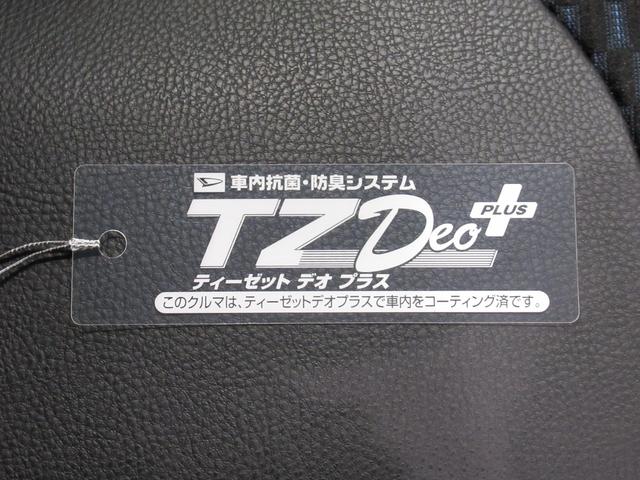 車内抗菌・防臭システム
TZ Deo PLUS
ティーゼット デオ プラス
このクルマは、ティーゼットデオプラスで車内をコーティング済です。